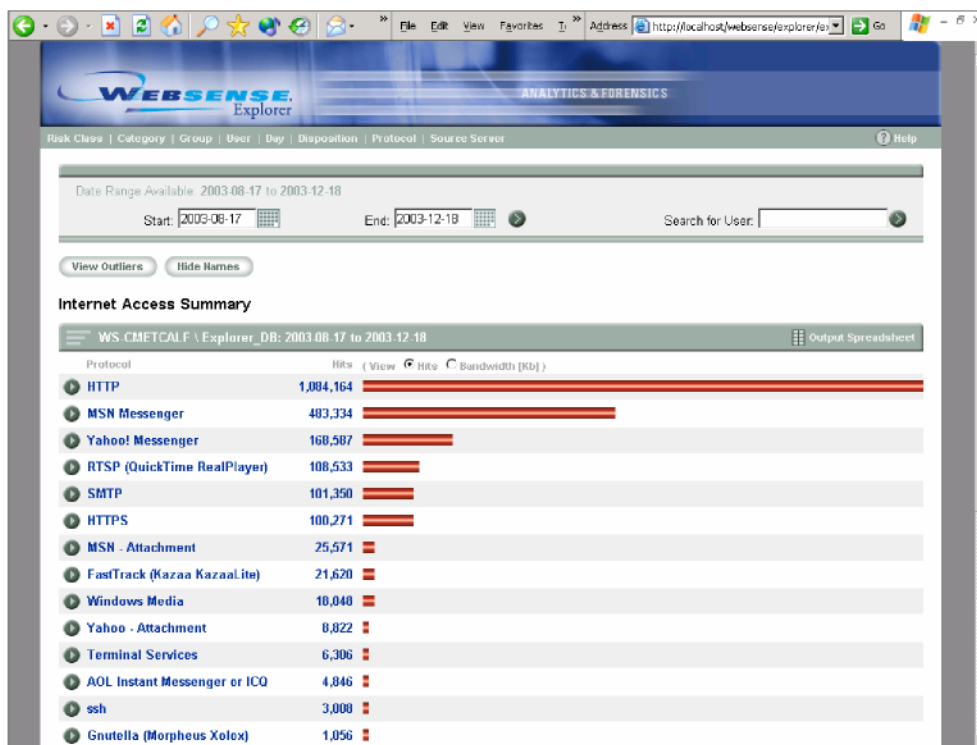 » File Edit View Favorites » Address http://localhost/websense/explorer/ Go
WEBSENSE.
Explorer
ANALYTICS & FORENSICS
Risk Class | Category | Group | User | Day | Disposition | Protocol | Source Server
? Help
Date Range Available: 2003-08-17 to 2003-12-18
Start: 2003-08-17 End: 2003-12-18 Search for User:
View Outliers Hide Names
Internet Access Summary
WS-CMETCALF \ Explorer_DB: 2003-08-17 to 2003-12-18 Output Spreadsheet
Protocol Hits ( View Hits Bandwidth [Kb] )
HTTP 1,084,164
MSN Messenger 483,334
Yahoo! Messenger 168,587
RTSP (QuickTime RealPlayer) 108,533
SMTP 101,350
HTTPS 100,271
MSN - Attachment 25,571
FastTrack (Kazaa KazaaLite) 21,620
Windows Media 18,048
Yahoo - Attachment 8,822
Terminal Services 6,306
AOL Instant Messenger or ICQ 4,846
ssh 3,008
Gnutella (Morpheus Xolox) 1,056